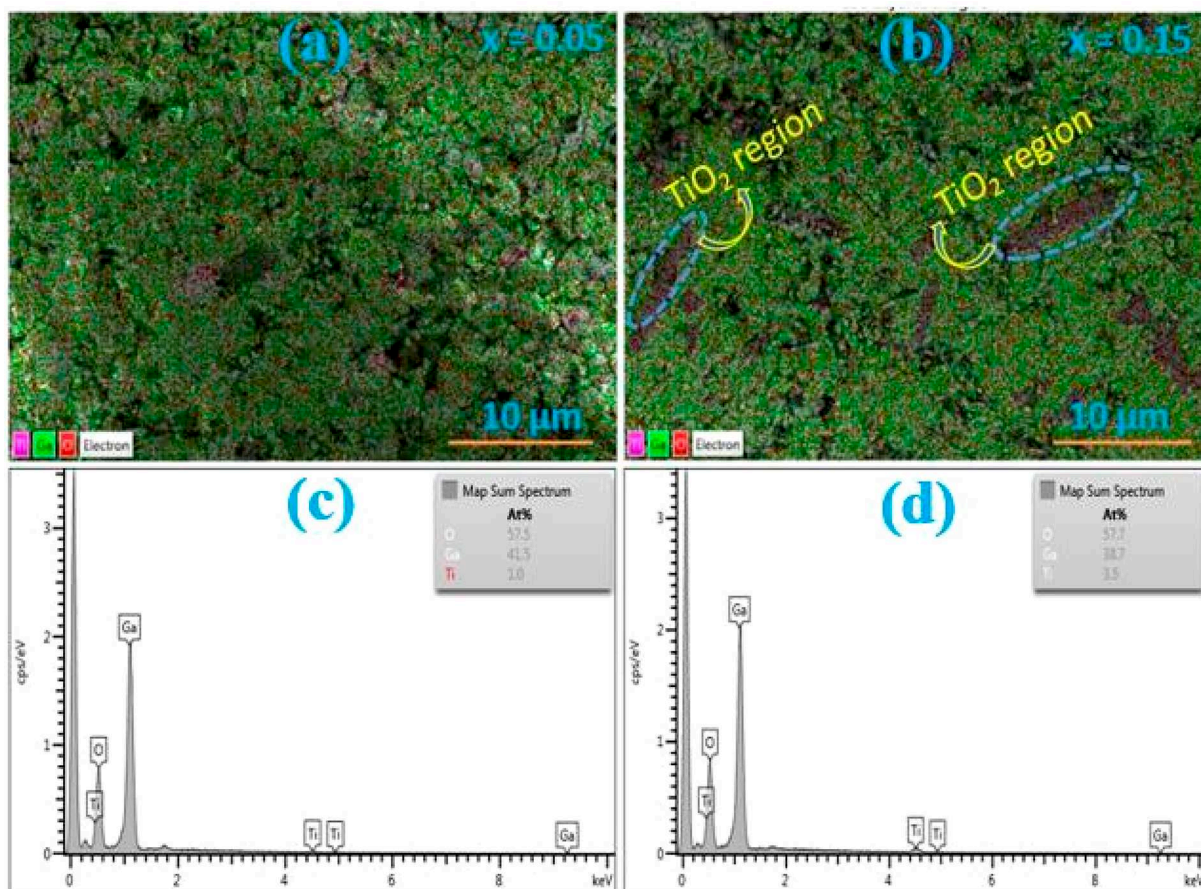 (a)
x = 0.05
10 μm
Ti Ga O Electron
(b)
x = 0.15
TiO₂ region
TiO₂ region
10 μm
Ti Ga O Electron
(c)
Map Sum Spectrum
At%
O 57.5
Ga 41.5
Ti 1.0
3
2
1
0
cps/eV
Ga
O
Ti
Ti
Ti
Ga
0 2 4 6 8 keV
(d)
Map Sum Spectrum
At%
O 57.7
Ga 38.7
Ti 3.5
3
2
1
0
cps/eV
Ga
O
Ti
Ti
Ti
Ga
0 2 4 6 8 keV